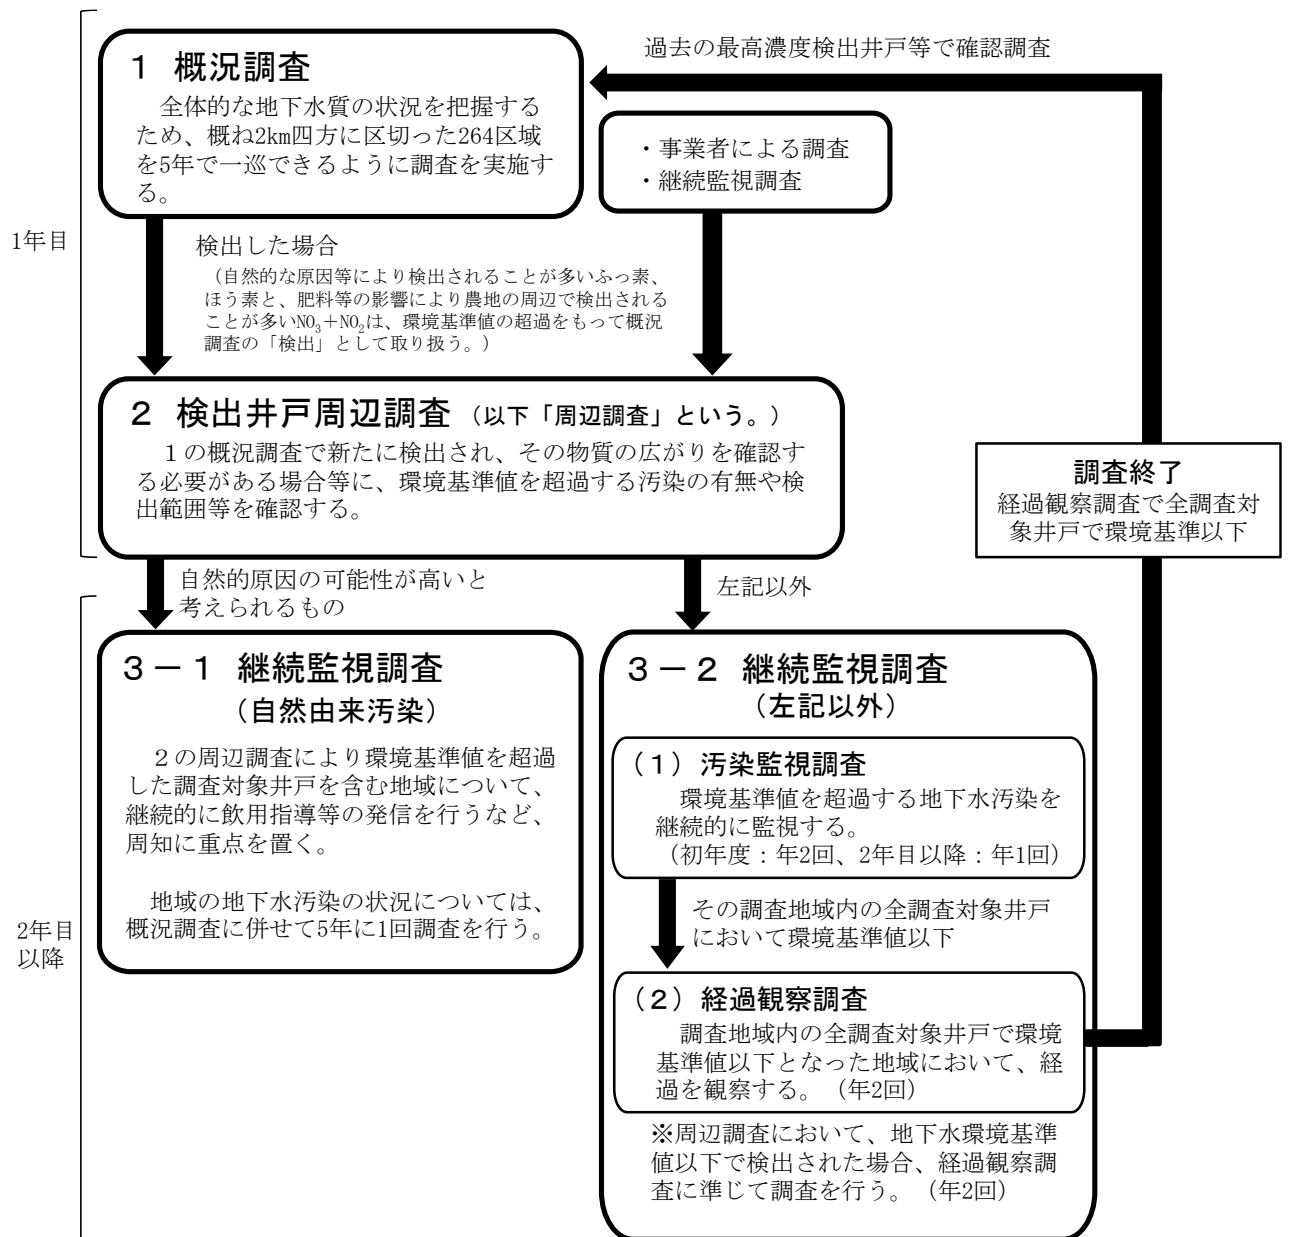 過去の最高濃度検出井戸等で確認調査
1 概況調査
全体的な地下水質の状況を把握する
ため、概ね2km四方に区切った264区域
を5年で一巡できるように調査を実施す
る。
・事業者による調査
・継続監視調査
1年目
検出した場合
（自然的な原因等により検出されることが多いふっ素、
ほう素と、肥料等の影響により農地の周辺で検出される
ことが多いNO₃＋NO₂は、環境基準値の超過をもって概況
調査の「検出」として取り扱う。）
２ 検出井戸周辺調査（以下「周辺調査」という。）
１の概況調査で新たに検出され、その物質の広がりを確認す
る必要がある場合等に、環境基準値を超過する汚染の有無や検
出範囲等を確認する。
調査終了
経過観察調査で全調査対
象井戸で環境基準以下
自然的原因の可能性が高いと
考えられるもの
左記以外
３－１ 継続監視調査
（自然由来汚染）
２の周辺調査により環境基準値を超過
した調査対象井戸を含む地域について、
継続的に飲用指導等の発信を行うなど、
周知に重点を置く。
地域の地下水汚染の状況については、
概況調査に併せて5年に1回調査を行う。
2年目
以降
３－２ 継続監視調査
（左記以外）
（１）汚染監視調査
環境基準値を超過する地下水汚染を
継続的に監視する。
（初年度：年2回、2年目以降：年1回）
その調査地域内の全調査対象井戸
において環境基準値以下
（２）経過観察調査
調査地域内の全調査対象井戸で環境
基準値以下となった地域において、経
過を観察する。（年2回）
※周辺調査において、地下水環境基準
値以下で検出された場合、経過観察調
査に準じて調査を行う。（年2回）